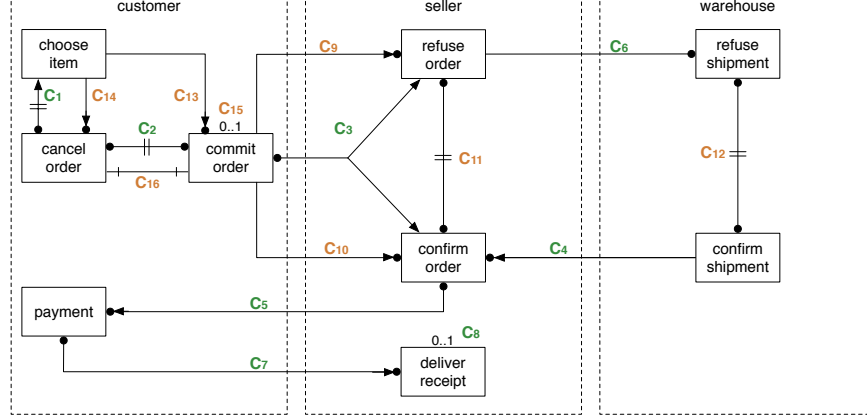 customer
seller
warehouse
choose
item
C9
refuse
order
C6
refuse
shipment
C1
C14
C13
C15
0..1
cancel
order
C2
commit
order
C3
C11
C12
C16
C10
confirm
order
C4
confirm
shipment
payment
C5
0..1
C8
C7
deliver
receipt